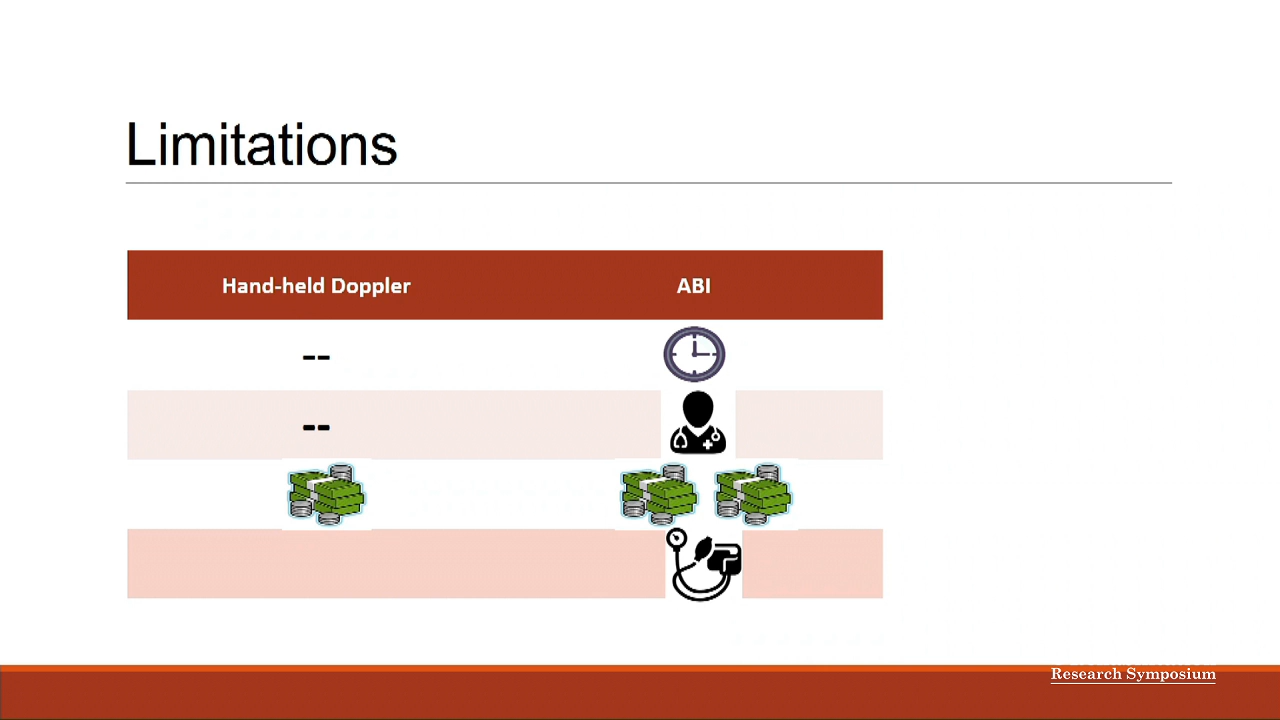 Limitations
Hand-held Doppler ABI
--
--
Research Symposium